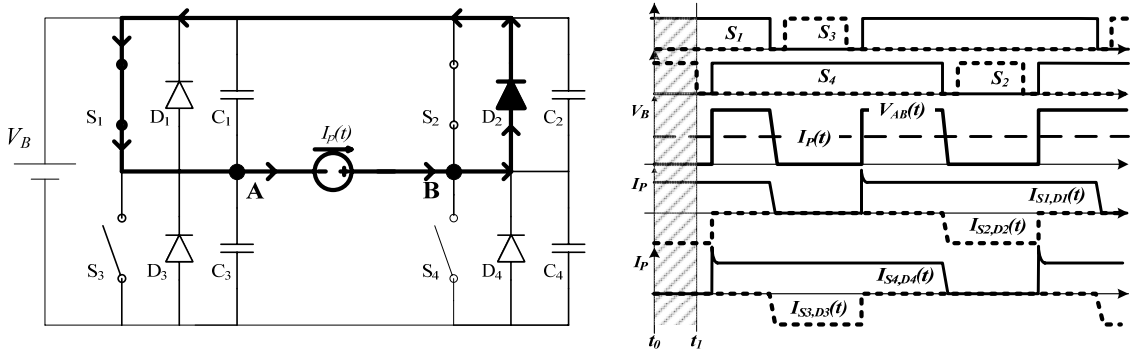 V_B
S_1
D_1
C_1
I_P(t)
S_2
D_2
C_2
A
B
S_3
D_3
C_3
S_4
D_4
C_4
S_1
S_3
S_4
S_2
V_B
V_AB(t)
I_P(t)
I_P
I_S1,D1(t)
I_S2,D2(t)
I_P
I_S4,D4(t)
I_S3,D3(t)
t_0
t_1